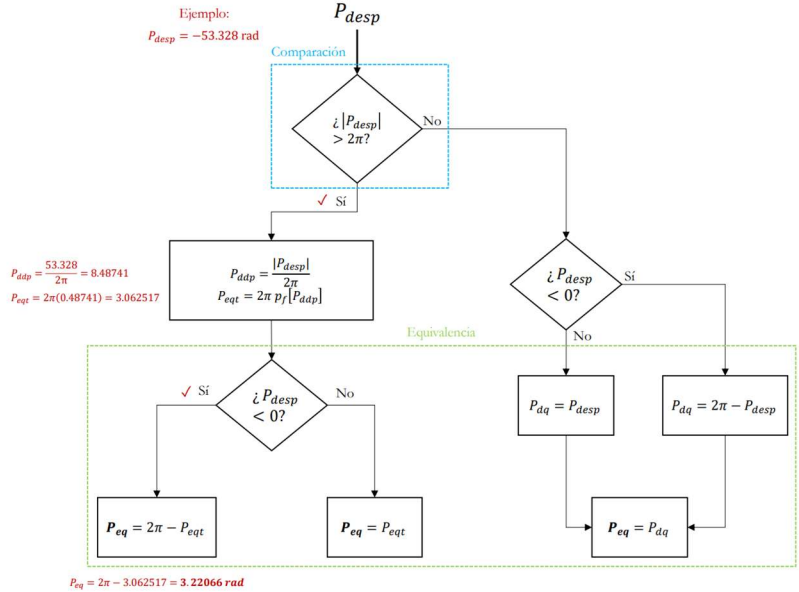 Ejemplo:
P_desp = −53.328 rad
P_desp
Comparación
¿|P_desp|
> 2π?
No
✓ Sí
P_ddp = 53.328/2π = 8.48741
P_eqt = 2π(0.48741) = 3.062517
P_ddp = |P_desp|/2π
P_eqt = 2π p_f[P_ddp]
¿P_desp
< 0?
Sí
No
Equivalencia
✓ Sí
¿P_desp
< 0?
No
P_dq = P_desp
P_dq = 2π − P_desp
P_eq = 2π − P_eqt
P_eq = P_eqt
P_eq = P_dq
P_eq = 2π − 3.062517 = 3.22066 rad